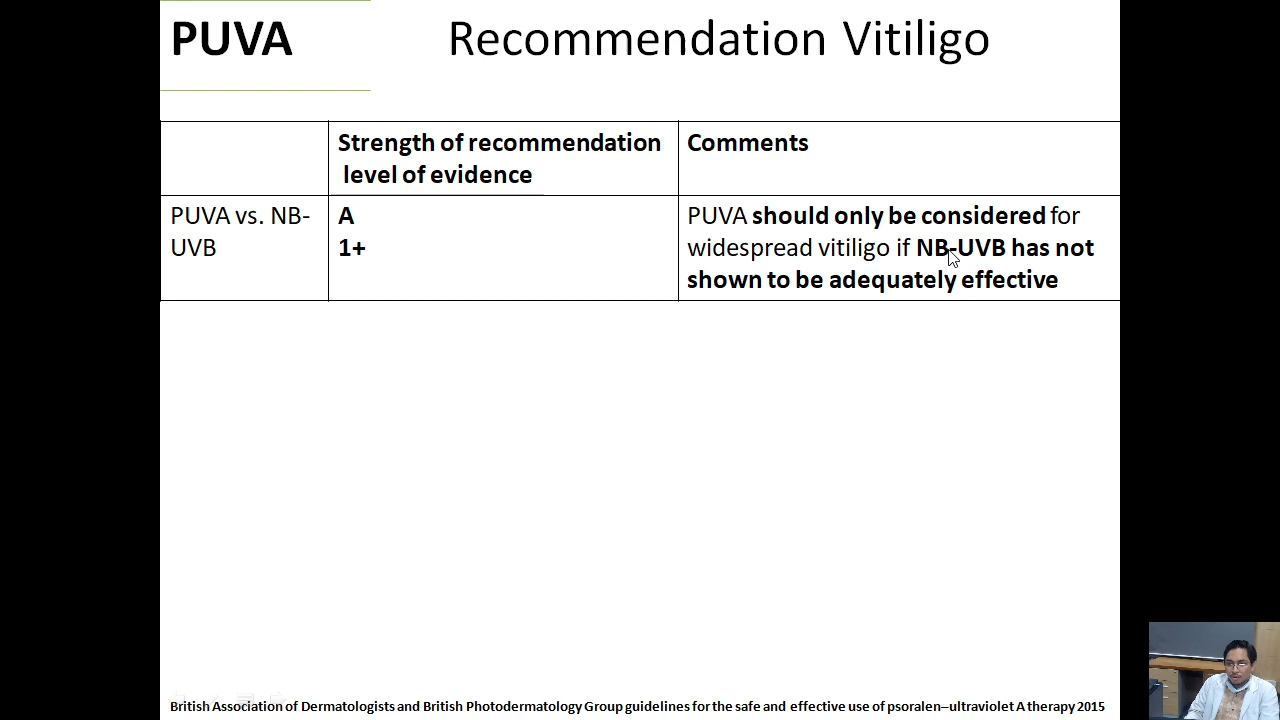 PUVA
Recommendation Vitiligo
Strength of recommendation
level of evidence
Comments
PUVA vs. NB-
UVB
A
1+
PUVA should only be considered for
widespread vitiligo if NB-UVB has not
shown to be adequately effective
British Association of Dermatologists and British Photodermatology Group guidelines for the safe and effective use of psoralen–ultraviolet A therapy 2015